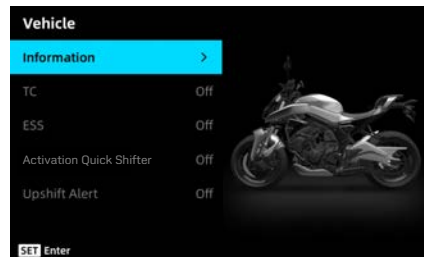 Vehicle
Information >
TC Off
ESS Off
Activation Quick Shifter Off
Upshift Alert Off
SET Enter